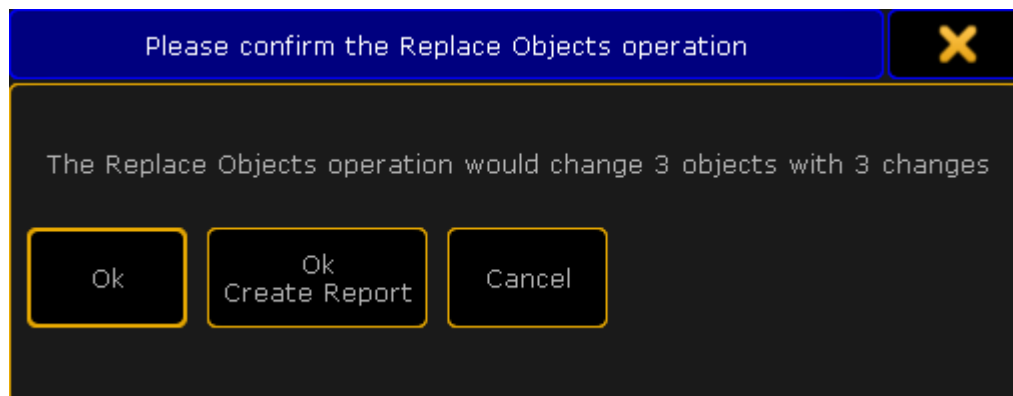 Please confirm the Replace Objects operation
The Replace Objects operation would change 3 objects with 3 changes
Ok
Ok
Create Report
Cancel